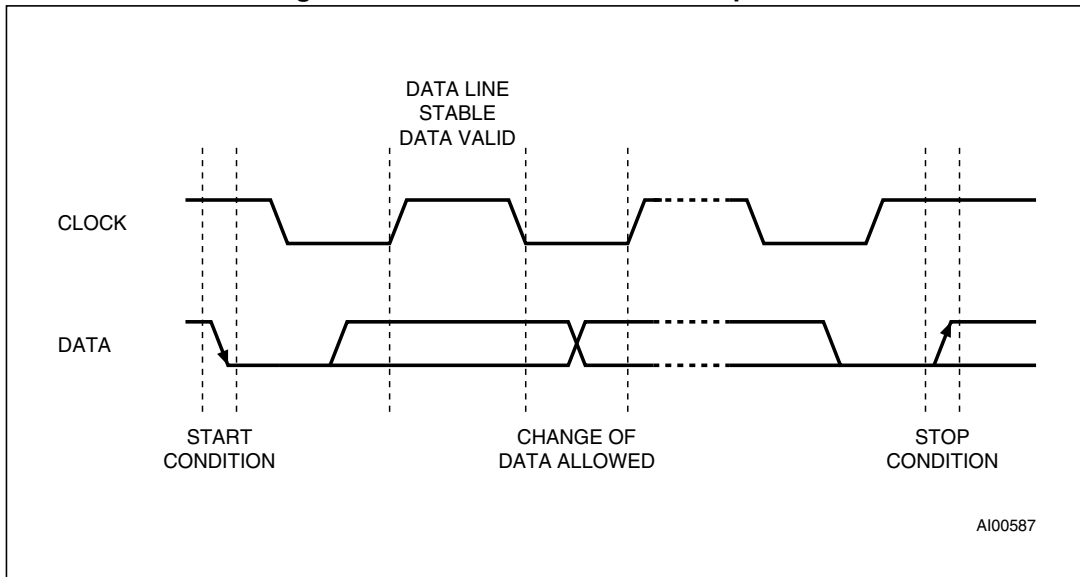 DATA LINE
STABLE
DATA VALID
CLOCK
DATA
START
CONDITION
CHANGE OF
DATA ALLOWED
STOP
CONDITION
AI00587